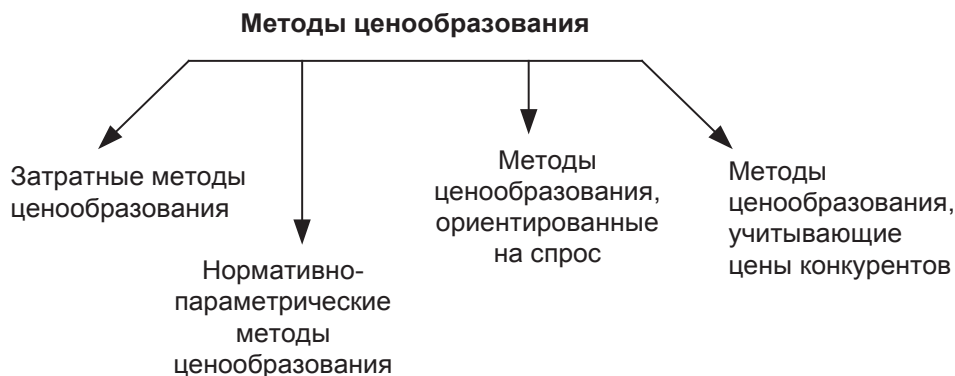 Методы ценообразования
Затратные методы
ценообразования
Нормативно-
параметрические
методы
ценообразования
Методы
ценообразования,
ориентированные
на спрос
Методы
ценообразования,
учитывающие
цены конкурентов